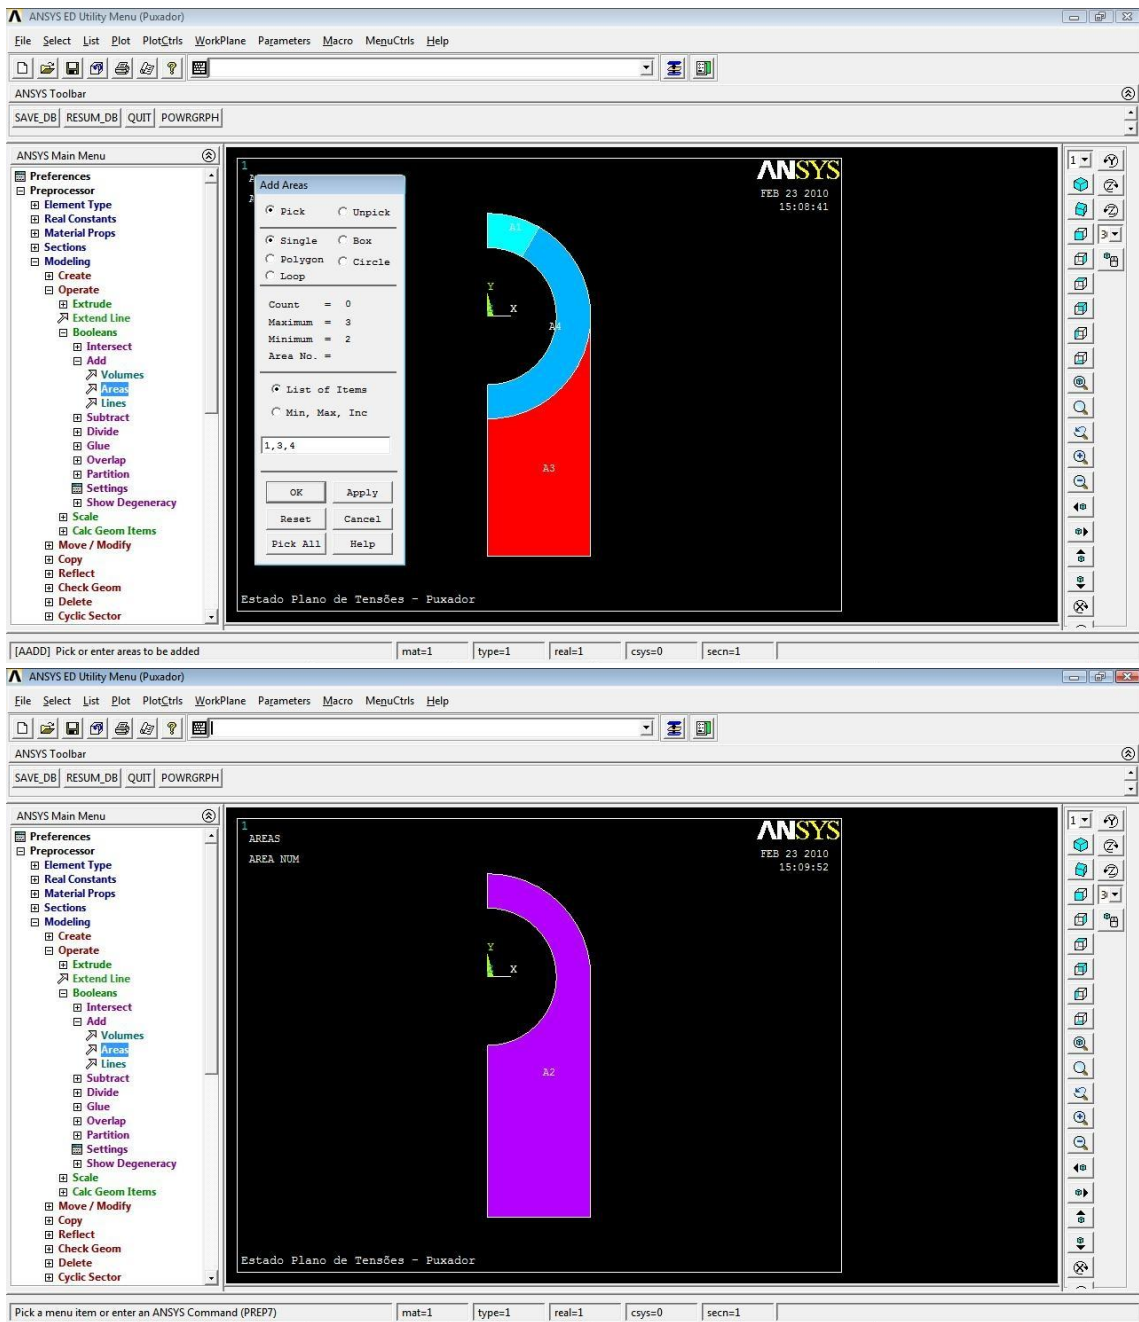 ANSYS ED Utility Menu (Puxador)
File Select List Plot PlotCtrls WorkPlane Parameters Macro MenuCtrls Help
ANSYS Toolbar
SAVE_DB RESUM_DB QUIT POWRGRPH
ANSYS Main Menu
Preferences
Preprocessor
Element Type
Real Constants
Material Props
Sections
Modeling
Create
Operate
Extrude
Extend Line
Booleans
Intersect
Add
Volumes
Areas
Lines
Subtract
Divide
Glue
Overlap
Partition
Settings
Show Degeneracy
Scale
Calc Geom Items
Move / Modify
Copy
Reflect
Check Geom
Delete
Cyclic Sector
1
Add Areas
Pick Unpick
Single Box
Polygon Circle
Loop
Count = 0
Maximum = 3
Minimum = 2
Area No. =
List of Items
Min, Max, Inc
1,3,4
OK Apply
Reset Cancel
Pick All Help
ANSYS
FEB 23 2010
15:08:41
A1
Y
X
A4
A3
Estado Plano de Tensões - Puxador
1
[AADD] Pick or enter areas to be added
mat=1 type=1 real=1 csys=0 secn=1
ANSYS ED Utility Menu (Puxador)
File Select List Plot PlotCtrls WorkPlane Parameters Macro MenuCtrls Help
ANSYS Toolbar
SAVE_DB RESUM_DB QUIT POWRGRPH
ANSYS Main Menu
Preferences
Preprocessor
Element Type
Real Constants
Material Props
Sections
Modeling
Create
Operate
Extrude
Extend Line
Booleans
Intersect
Add
Volumes
Areas
Lines
Subtract
Divide
Glue
Overlap
Partition
Settings
Show Degeneracy
Scale
Calc Geom Items
Move / Modify
Copy
Reflect
Check Geom
Delete
Cyclic Sector
1
AREAS
AREA NUM
ANSYS
FEB 23 2010
15:09:52
Y
X
A2
Estado Plano de Tensões - Puxador
1
Pick a menu item or enter an ANSYS Command (PREP7)
mat=1 type=1 real=1 csys=0 secn=1